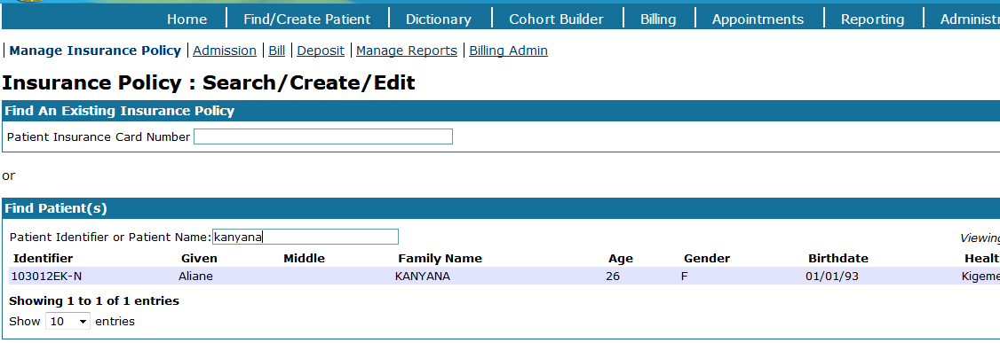 Home Find/Create Patient Dictionary Cohort Builder Billing Appointments Reporting Administr
Manage Insurance Policy Admission Bill Deposit Manage Reports Billing Admin
Insurance Policy : Search/Create/Edit
Find An Existing Insurance Policy
Patient Insurance Card Number
or
Find Patient(s)
Patient Identifier or Patient Name: kanyana Viewing
Identifier Given Middle Family Name Age Gender Birthdate Healt
103012EK-N Aliane KANYANA 26 F 01/01/93 Kigeme
Showing 1 to 1 of 1 entries
Show 10 entries